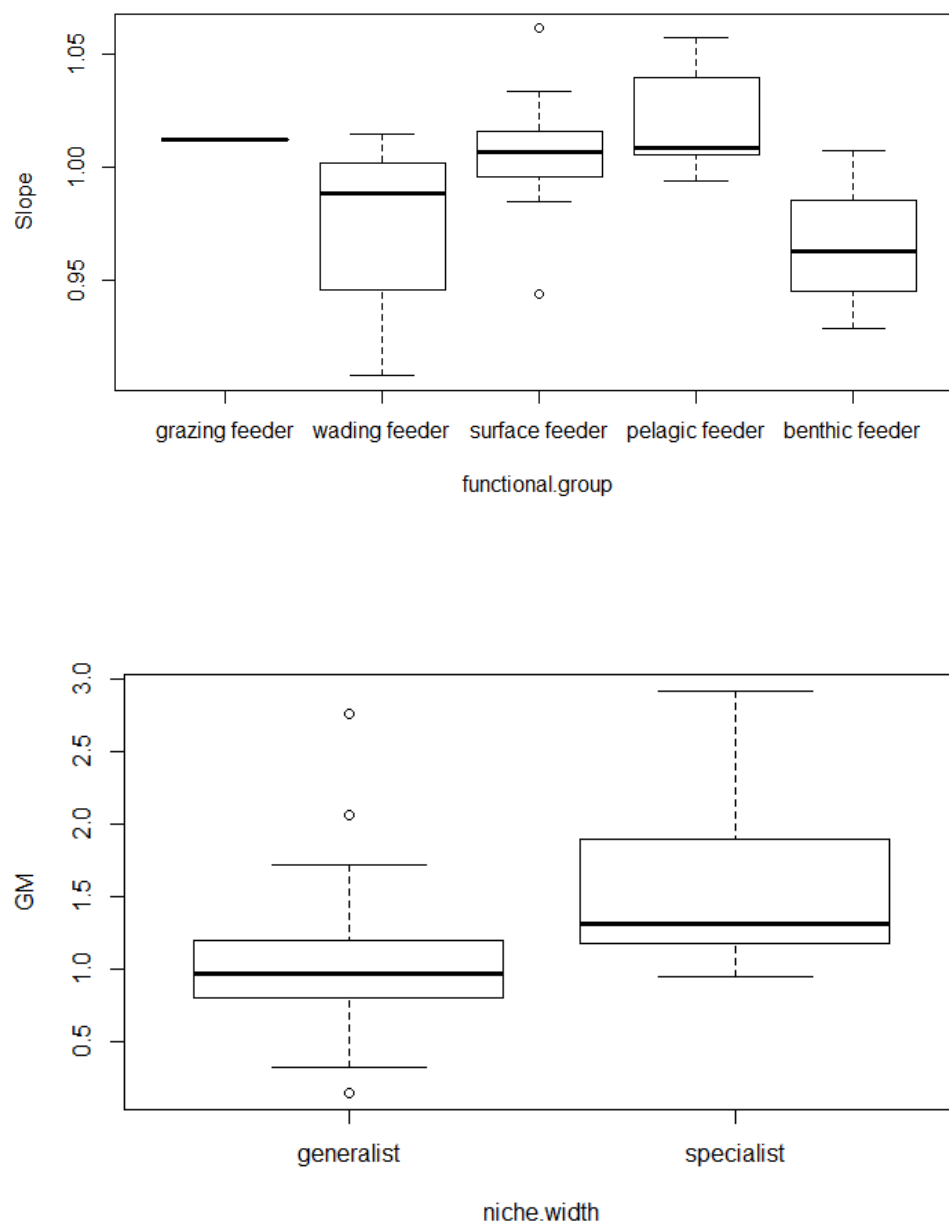 1.05
1.00
0.95
Slope
grazing feeder wading feeder surface feeder pelagic feeder benthic feeder
functional.group
3.0
2.5
2.0
1.5
1.0
0.5
GM
generalist specialist
niche.width